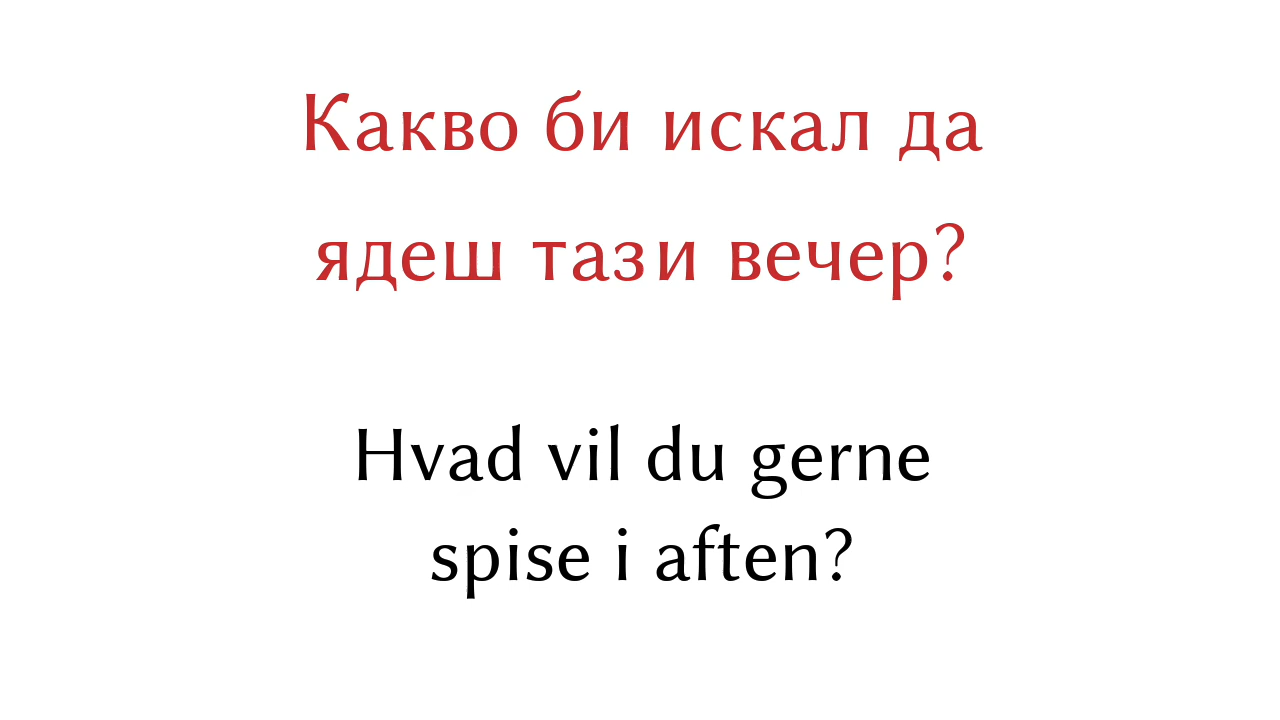 Какво би искал да
ядеш тази вечер?
Hvad vil du gerne
spise i aften?